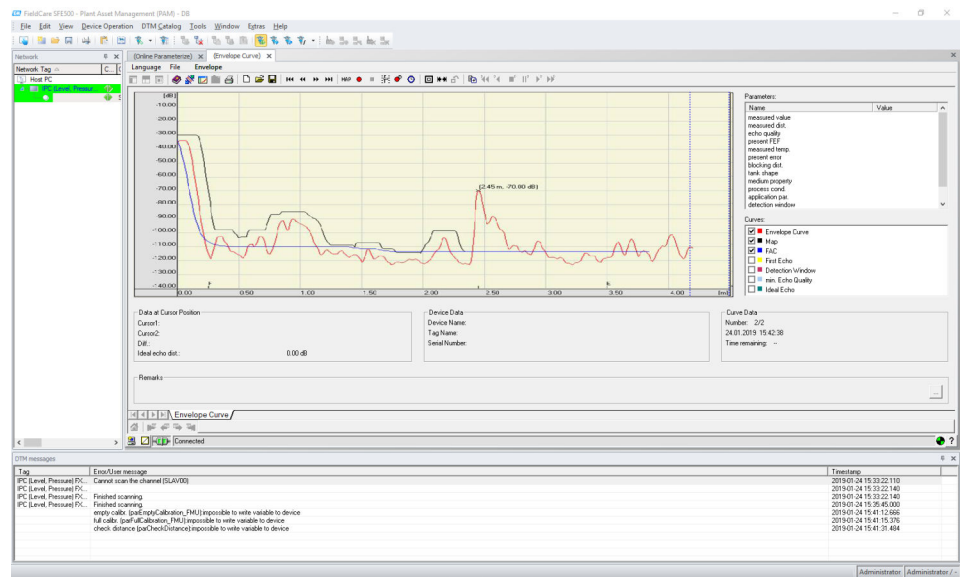 FieldCare SFE500 - Plant Asset Management (PAM) - DB
File Edit View Device Operation DTM Catalog Tools Window Extras Help
Network
(Online Parameterize) x (Envelope Curve) x
Network Tag C...
Language File Envelope
Host PC
IPC (Level, Pressur...
MAP
[dB]
-10.00
-20.00
-30.00
-40.00
-50.00
-60.00
-70.00
-80.00
-90.00
-100.00
-110.00
-120.00
-130.00
-140.00
(2.45 m, -70.00 dB)
0.00 0.50 1.00 1.50 2.00 2.50 3.00 3.50 4.00 [m]
Parameters:
Name Value
measured value
measured dist.
echo quality
present FEF
measured temp.
present error
blocking dist.
tank shape
medium property
process cond.
application par.
detection window
Curves:
Envelope Curve
Map
FAC
First Echo
Detection Window
min. Echo Quality
Ideal Echo
Data at Cursor Position
Cursor1:
Cursor2:
Diff.:
Ideal echo dist.: 0.00 dB
Device Data
Device Name:
Tag Name:
Serial Number:
Curve Data
Number: 2/2
24.01.2019 15:42:38
Time remaining: --
Remarks
...
Envelope Curve
Connected
DTM messages
Tag Error/User message Timestamp
IPC (Level, Pressure) FX... Cannot scan the channel (SLAV00) 2019-01-24 15:33:22.110
IPC (Level, Pressure) FX... 2019-01-24 15:33:22.140
IPC (Level, Pressure) FX... Finished scanning. 2019-01-24 15:33:22.140
IPC (Level, Pressure) FX... Finished scanning. 2019-01-24 15:35:45.000
empty calibr. (parEmptyCalibration_FMU):impossible to write variable to device 2019-01-24 15:41:12.666
full calibr. (parFullCalibration_FMU):impossible to write variable to device 2019-01-24 15:41:15.376
check distance (parCheckDistance):impossible to write variable to device 2019-01-24 15:41:31.484
Administrator Administrator / -